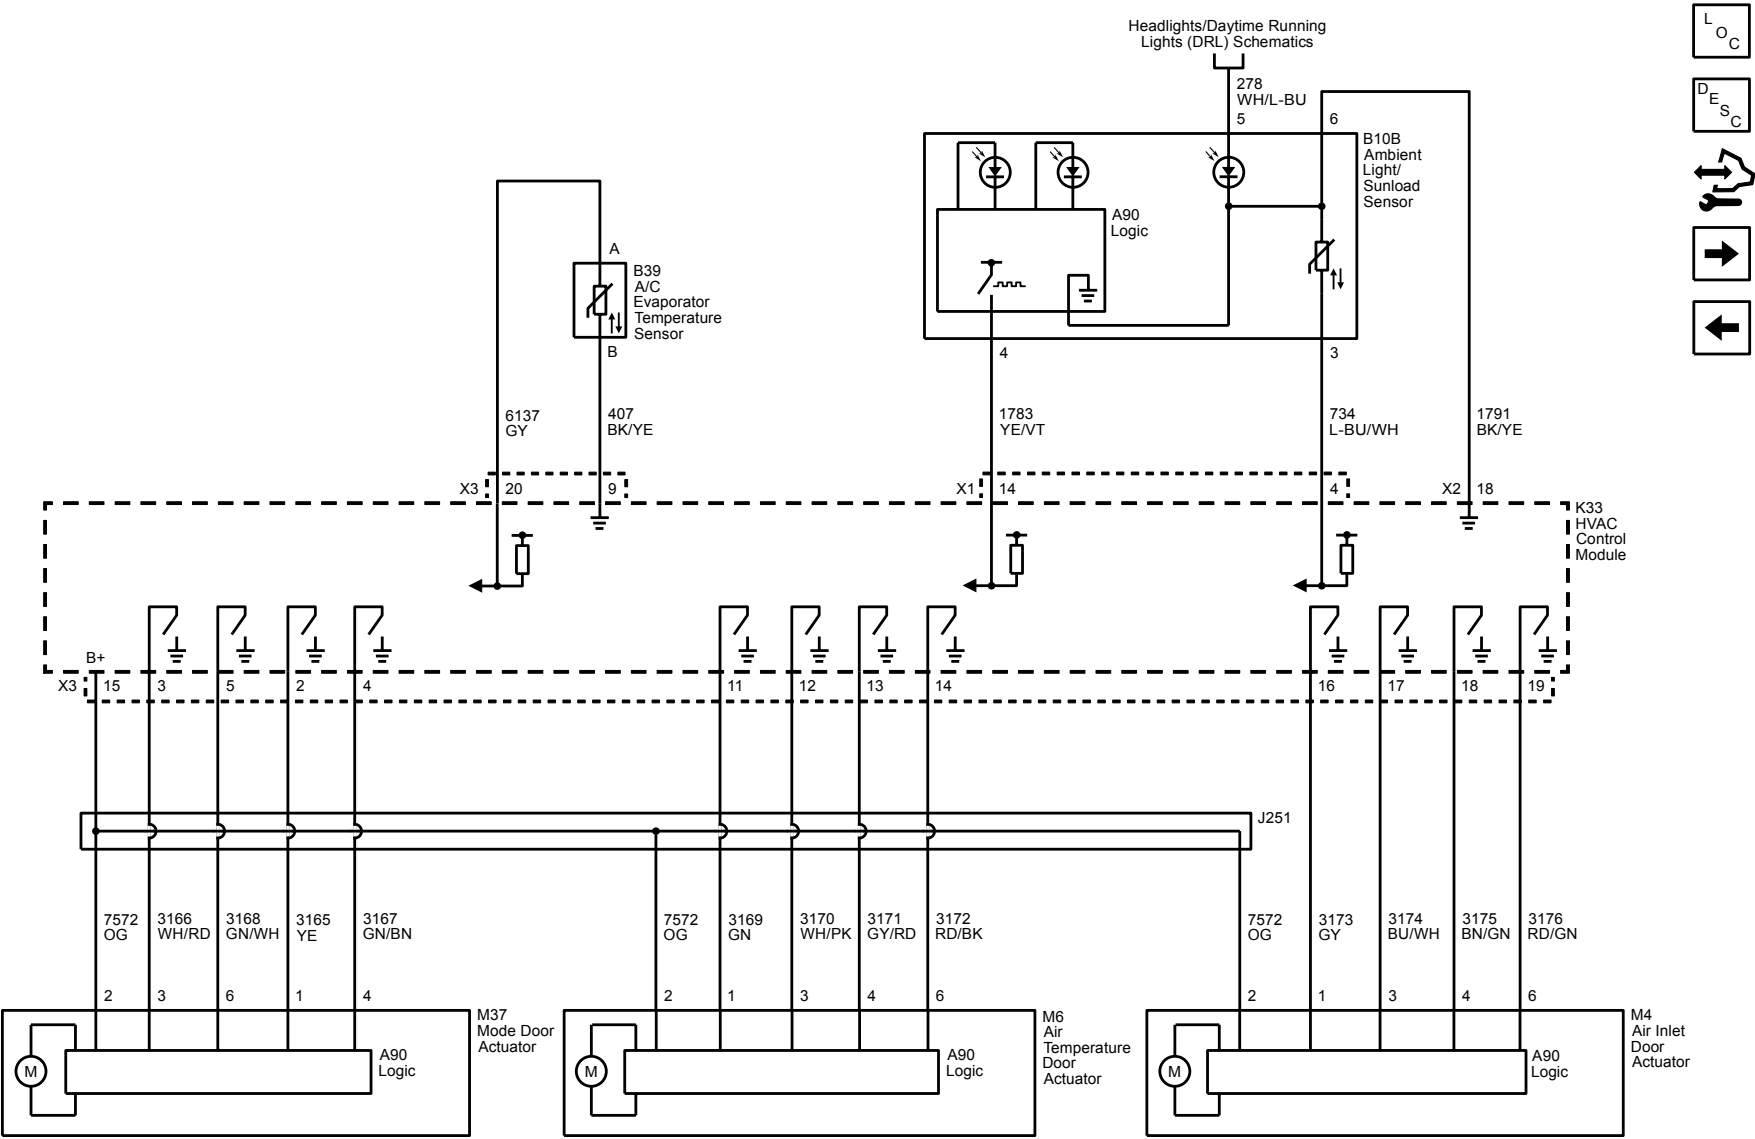 Headlights/Daytime Running
Lights (DRL) Schematics
L
O
C
278
WH/L-BU
D
E
S
C
5
6
B10B
Ambient
Light/
Sunload
Sensor
A90
Logic
A
B39
A/C
Evaporator
Temperature
Sensor
B
4
3
6137
GY
407
BK/YE
1783
YE/VT
734
L-BU/WH
1791
BK/YE
X3
20
9
X1
14
4
X2
18
K33
HVAC
Control
Module
B+
X3
15
3
5
2
4
11
12
13
14
16
17
18
19
J251
7572
OG
3166
WH/RD
3168
GN/WH
3165
YE
3167
GN/BN
7572
OG
3169
GN
3170
WH/PK
3171
GY/RD
3172
RD/BK
7572
OG
3173
GY
3174
BU/WH
3175
BN/GN
3176
RD/GN
2
3
6
1
4
2
1
3
4
6
2
1
3
4
6
M37
Mode Door
Actuator
A90
Logic
M
M6
Air
Temperature
Door
Actuator
A90
Logic
M
M4
Air Inlet
Door
Actuator
A90
Logic
M